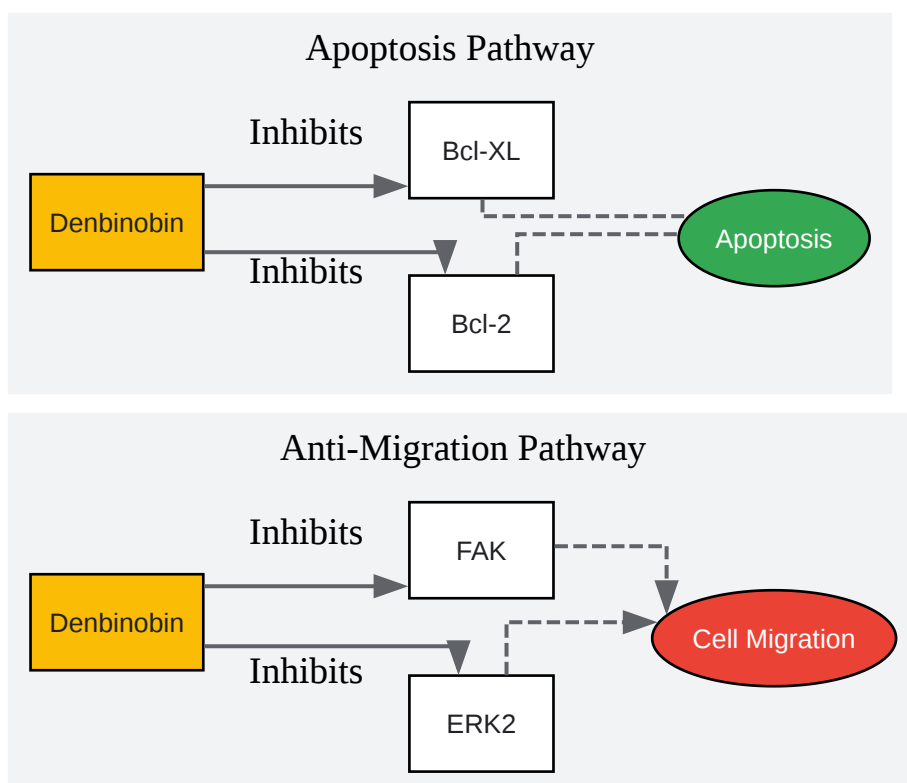 Apoptosis Pathway
Inhibits
Bcl-XL
Denbinobin
Apoptosis
Inhibits
Bcl-2
Anti-Migration Pathway
Inhibits
FAK
Denbinobin
Cell Migration
Inhibits
ERK2